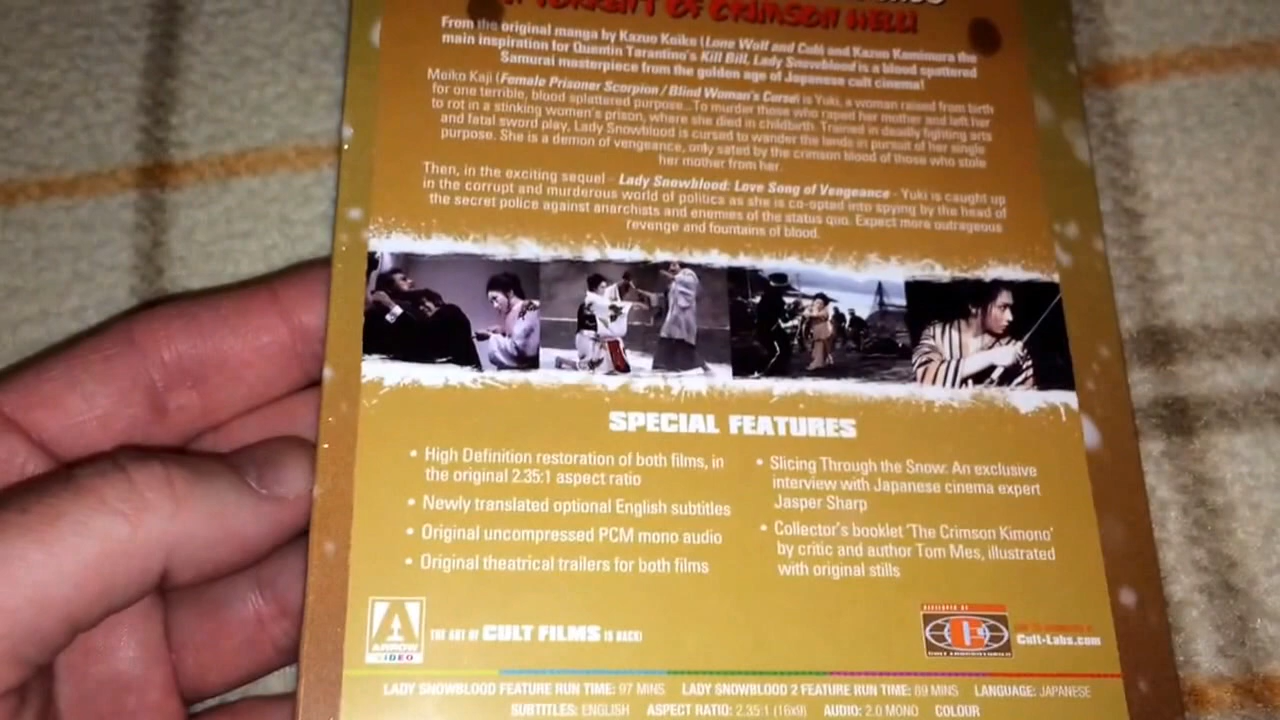 A TORRENT OF CRIMSON HELL!
From the original manga by Kazuo Koike (Lone Wolf and Cub) and Kazuo Kamimura the
main inspiration for Quentin Tarantino's Kill Bill, Lady Snowblood is a blood spattered
Samurai masterpiece from the golden age of Japanese cult cinema!
Meiko Kaji (Female Prisoner Scorpion / Blind Woman's Curse) is Yuki, a woman raised from birth
for one terrible, blood splattered purpose...To murder those who raped her mother and left her
to rot in a stinking women's prison, where she died in childbirth. Trained in deadly fighting arts
and fatal sword play, Lady Snowblood is cursed to wander the lands in pursuit of her single
purpose. She is a demon of vengeance, only sated by the crimson blood of those who stole
her mother from her.
Then, in the exciting sequel - Lady Snowblood: Love Song of Vengeance - Yuki is caught up
in the corrupt and murderous world of politics as she is co-opted into spying by the head of
the secret police against anarchists and enemies of the status quo. Expect more outrageous
revenge and fountains of blood.
SPECIAL FEATURES
• High Definition restoration of both films, in
the original 2.35:1 aspect ratio
• Newly translated optional English subtitles
• Original uncompressed PCM mono audio
• Original theatrical trailers for both films
• Slicing Through the Snow: An exclusive
interview with Japanese cinema expert
Jasper Sharp
• Collector's booklet 'The Crimson Kimono'
by critic and author Tom Mes, illustrated
with original stills
ARROW
VIDEO
THE ART OF CULT FILMS IS BACK!
DEVELOPED BY
Cult-Labs.com
LADY SNOWBLOOD FEATURE RUN TIME: 97 MINS LADY SNOWBLOOD 2 FEATURE RUN TIME: 89 MINS LANGUAGE: JAPANESE
SUBTITLES: ENGLISH ASPECT RATIO: 2.35:1 (16x9) AUDIO: 2.0 MONO COLOUR